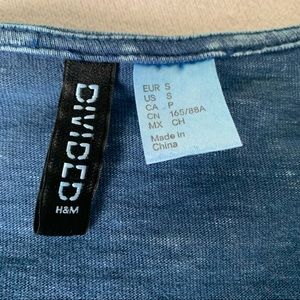 DIVIDED
H&M
EUR S
US S
CA P
CN 165/88A
MX CH
Made in
China